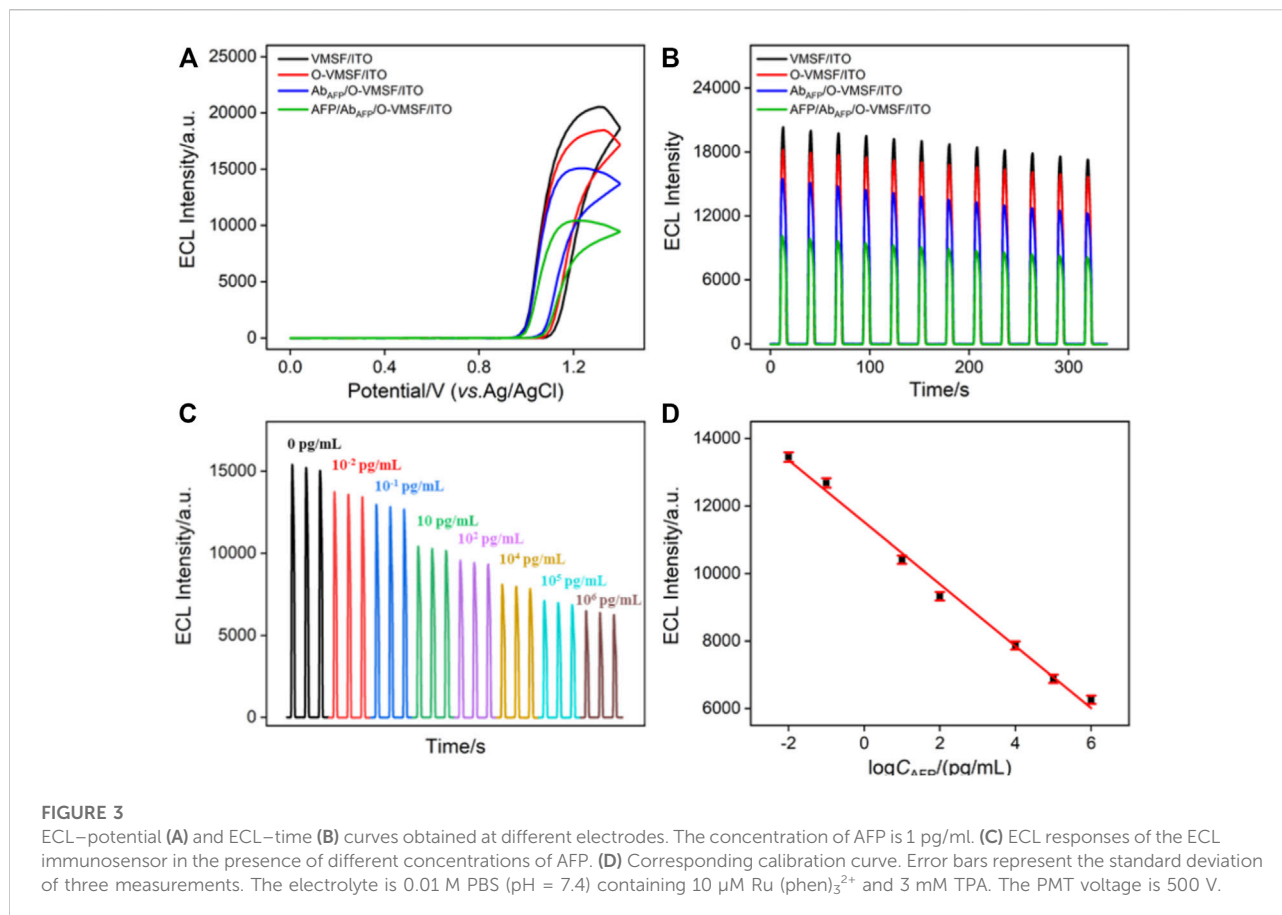 A
25000
20000
15000
10000
5000
0
ECL Intensity/a.u.
VMSF/ITO
O-VMSF/ITO
AbAFP/O-VMSF/ITO
AFP/AbAFP/O-VMSF/ITO
0.0 0.4 0.8 1.2
Potential/V (vs.Ag/AgCl)
B
24000
18000
12000
6000
0
ECL Intensity
VMSF/ITO
O-VMSF/ITO
AbAFP/O-VMSF/ITO
AFP/AbAFP/O-VMSF/ITO
0 100 200 300
Time/s
C
15000
10000
5000
0
ECL Intensity/a.u.
0 pg/mL
10⁻² pg/mL
10⁻¹ pg/mL
10 pg/mL
10² pg/mL
10⁴ pg/mL
10⁵ pg/mL
10⁶ pg/mL
Time/s
D
14000
12000
10000
8000
6000
ECL Intensity/a.u.
-2 0 2 4 6
logCAFP/(pg/mL)
FIGURE 3
ECL–potential (A) and ECL–time (B) curves obtained at different electrodes. The concentration of AFP is 1 pg/ml. (C) ECL responses of the ECL
immunosensor in the presence of different concentrations of AFP. (D) Corresponding calibration curve. Error bars represent the standard deviation
of three measurements. The electrolyte is 0.01 M PBS (pH = 7.4) containing 10 μM Ru (phen)₃²⁺ and 3 mM TPA. The PMT voltage is 500 V.